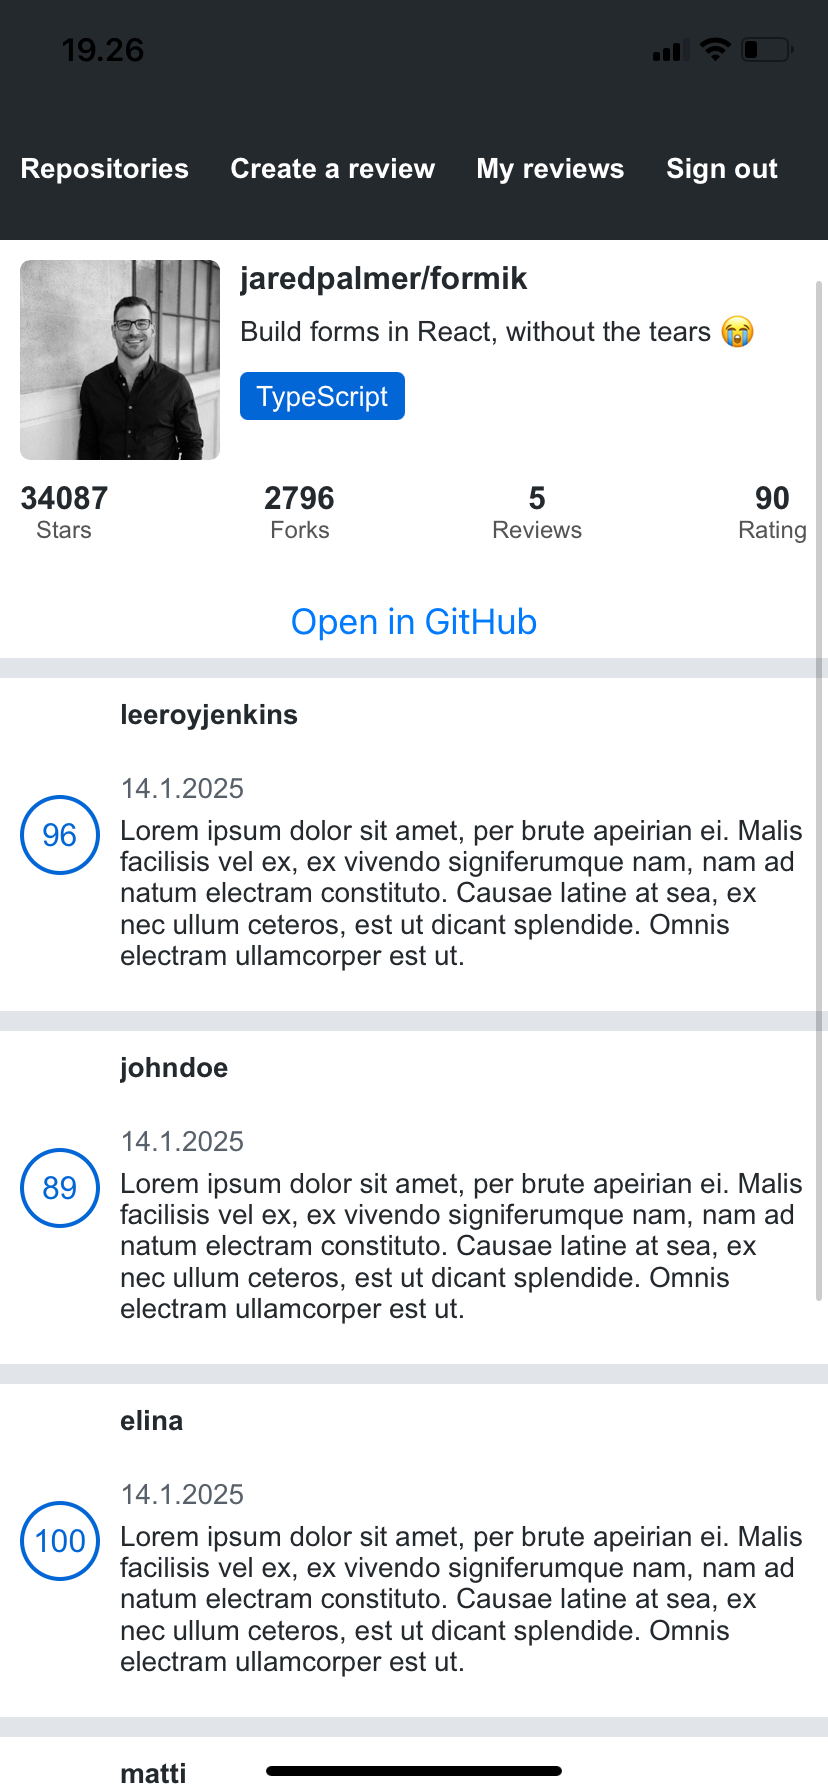 19.26
Repositories Create a review My reviews Sign out
jaredpalmer/formik
Build forms in React, without the tears 😭
TypeScript
34087 2796 5 90
Stars Forks Reviews Rating
Open in GitHub
leeroyjenkins
14.1.2025
96
Lorem ipsum dolor sit amet, per brute apeirian ei. Malis
facilisis vel ex, ex vivendo signiferumque nam, nam ad
natum electram constituto. Causae latine at sea, ex
nec ullum ceteros, est ut dicant splendide. Omnis
electram ullamcorper est ut.
johndoe
14.1.2025
89
Lorem ipsum dolor sit amet, per brute apeirian ei. Malis
facilisis vel ex, ex vivendo signiferumque nam, nam ad
natum electram constituto. Causae latine at sea, ex
nec ullum ceteros, est ut dicant splendide. Omnis
electram ullamcorper est ut.
elina
14.1.2025
100
Lorem ipsum dolor sit amet, per brute apeirian ei. Malis
facilisis vel ex, ex vivendo signiferumque nam, nam ad
natum electram constituto. Causae latine at sea, ex
nec ullum ceteros, est ut dicant splendide. Omnis
electram ullamcorper est ut.
matti